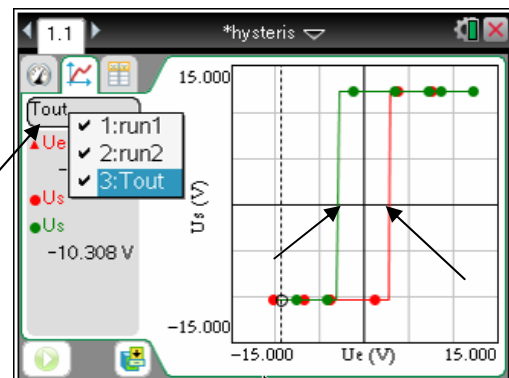 1.1
*hysteris
Tout
1:run1
2:run2
3:Tout
Ue
Us
Us
-10.308 V
15.000
Us (V)
-15.000
-15.000
Ue (V)
15.000